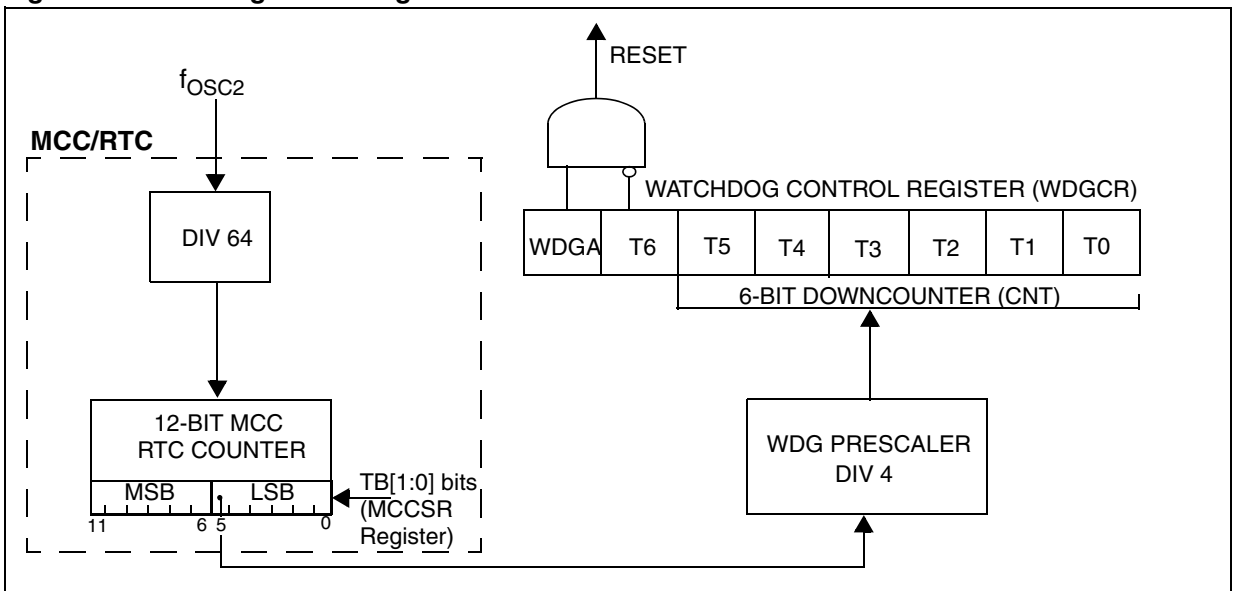 RESET
fOSC2
MCC/RTC
DIV 64
WATCHDOG CONTROL REGISTER (WDGCR)
WDGA T6 T5 T4 T3 T2 T1 T0
6-BIT DOWNCOUNTER (CNT)
12-BIT MCC
RTC COUNTER
MSB LSB
11 6 5 0
TB[1:0] bits
(MCCSR
Register)
WDG PRESCALER
DIV 4